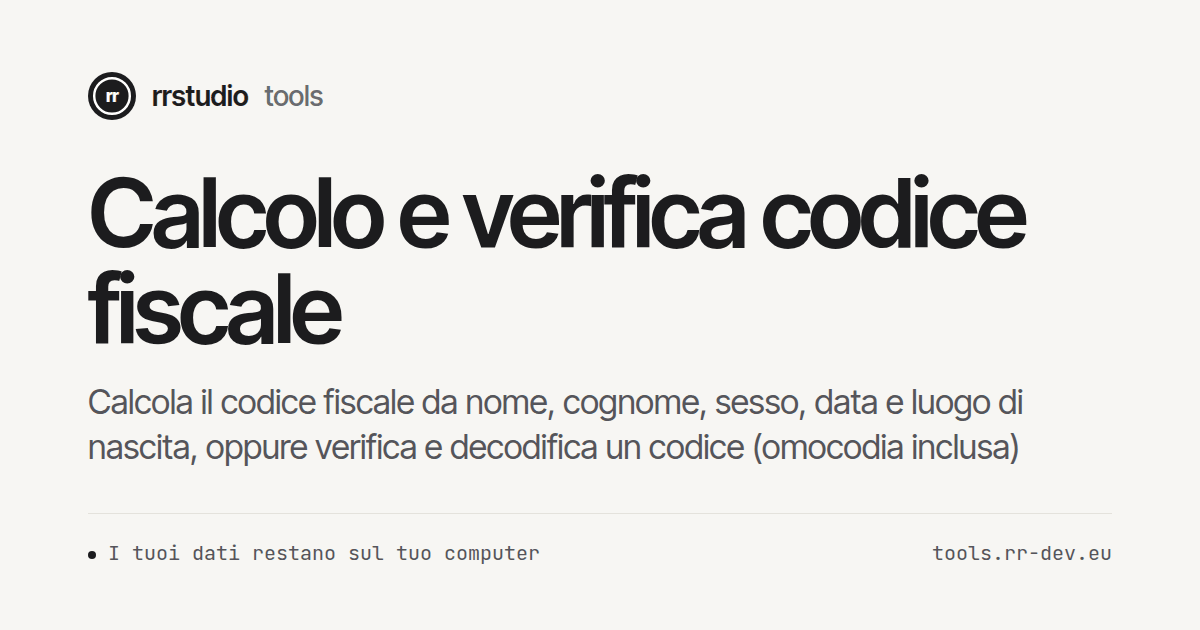 rr rrstudio tools
Calcolo e verifica codice
fiscale
Calcola il codice fiscale da nome, cognome, sesso, data e luogo di
nascita, oppure verifica e decodifica un codice (omocodia inclusa)
I tuoi dati restano sul tuo computer
tools.rr-dev.eu